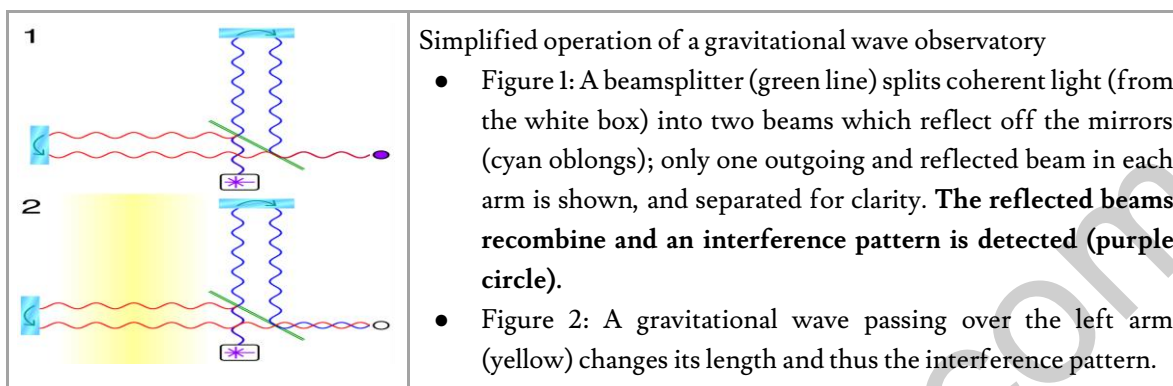 1
2
Simplified operation of a gravitational wave observatory
● Figure 1: A beamsplitter (green line) splits coherent light (from
the white box) into two beams which reflect off the mirrors
(cyan oblongs); only one outgoing and reflected beam in each
arm is shown, and separated for clarity. The reflected beams
recombine and an interference pattern is detected (purple
circle).
● Figure 2: A gravitational wave passing over the left arm
(yellow) changes its length and thus the interference pattern.
com